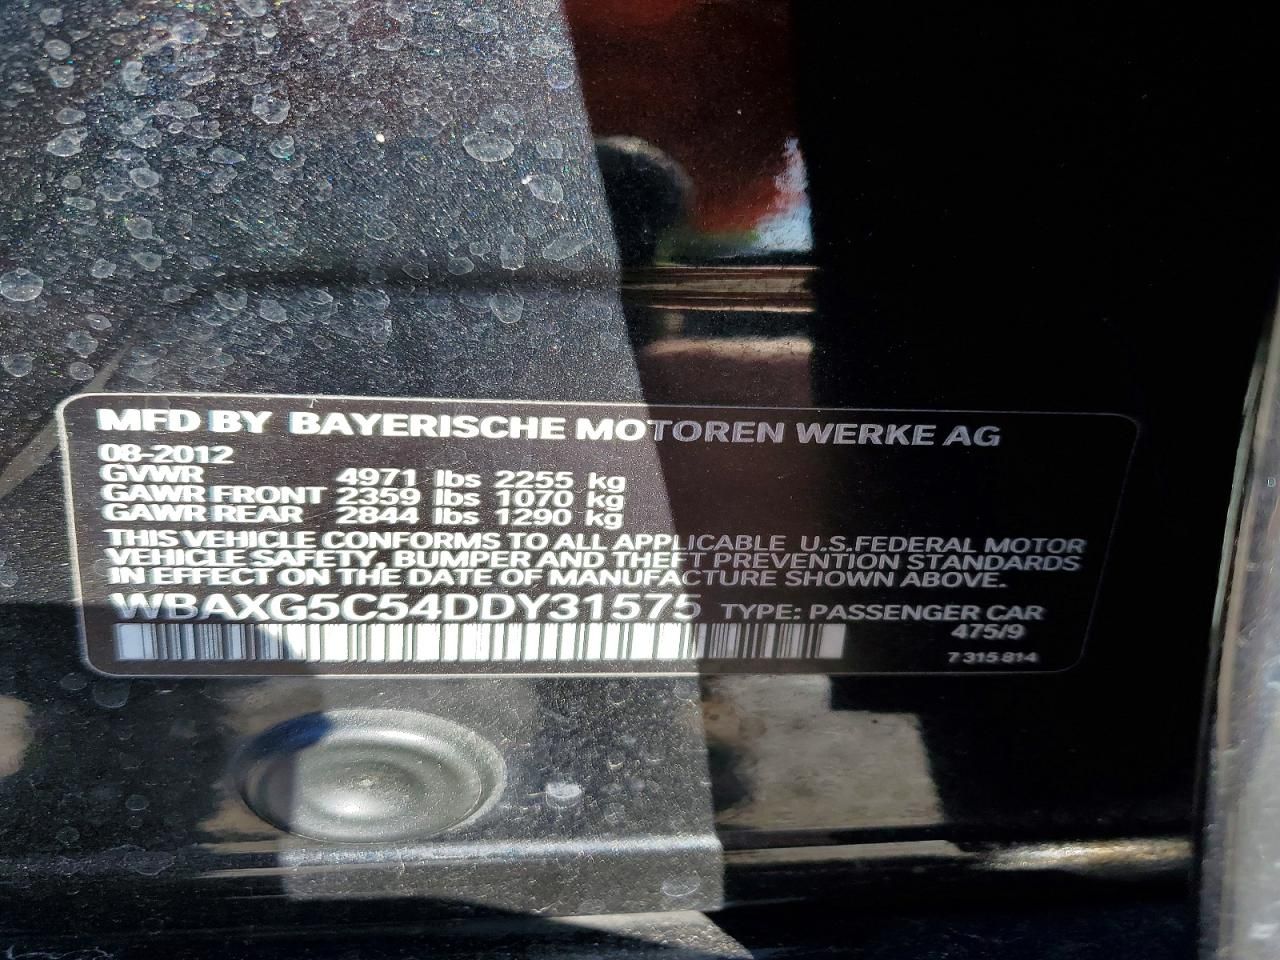 MFD BY BAYERISCHE MOTOREN WERKE AG
08-2012
GVWR 4971 lbs 2255 kg
GAWR FRONT 2359 lbs 1070 kg
GAWR REAR 2844 lbs 1290 kg
THIS VEHICLE CONFORMS TO ALL APPLICABLE U.S.FEDERAL MOTOR
VEHICLE SAFETY, BUMPER AND THEFT PREVENTION STANDARDS
IN EFFECT ON THE DATE OF MANUFACTURE SHOWN ABOVE.
WBAXG5C54DDY31575 TYPE: PASSENGER CAR
475/9
7 315 814